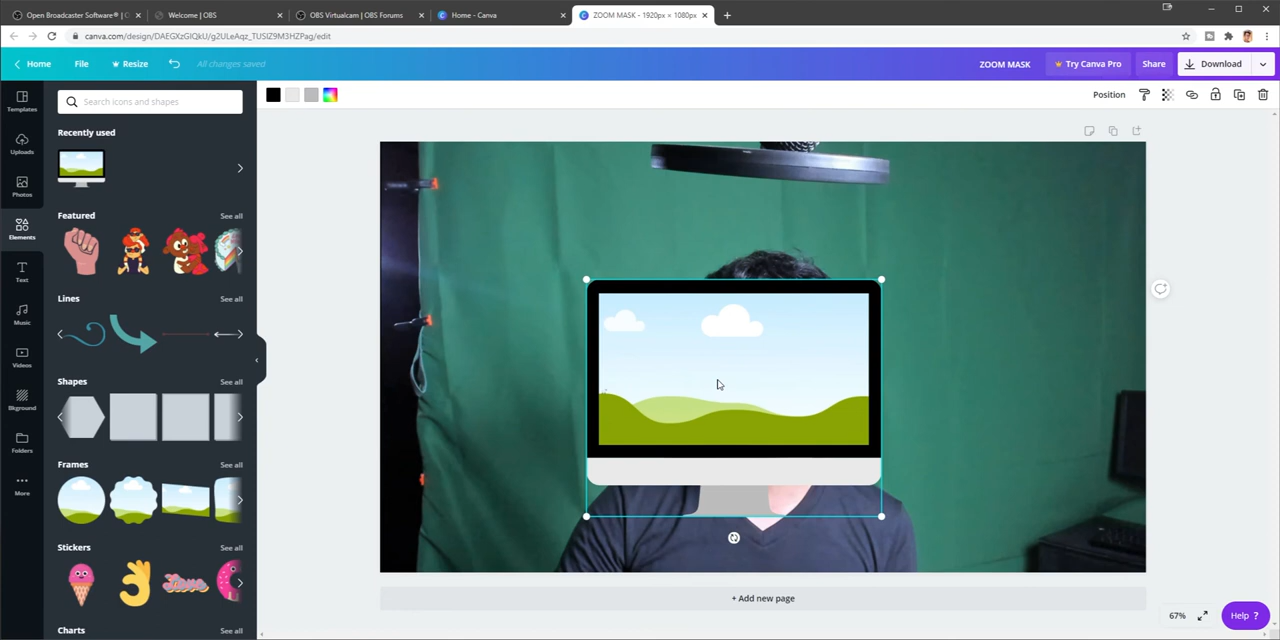 Open Broadcaster Software® | O
Welcome | OBS
OBS Virtualcam | OBS Forums
Home - Canva
ZOOM MASK - 1920px × 1080px
canva.com/design/DAEGXzGIQkU/g2ULeAqz_TUSIZ9M3HZPag/edit
Home
File
Resize
All changes saved
ZOOM MASK
Try Canva Pro
Share
Download
Templates
Uploads
Photos
Elements
Text
Music
Videos
Bkground
Folders
More
Search icons and shapes
Position
Recently used
Featured
See all
Lines
See all
Shapes
See all
Frames
See all
Stickers
See all
Love
Charts
See all
+ Add new page
67%
Help ?